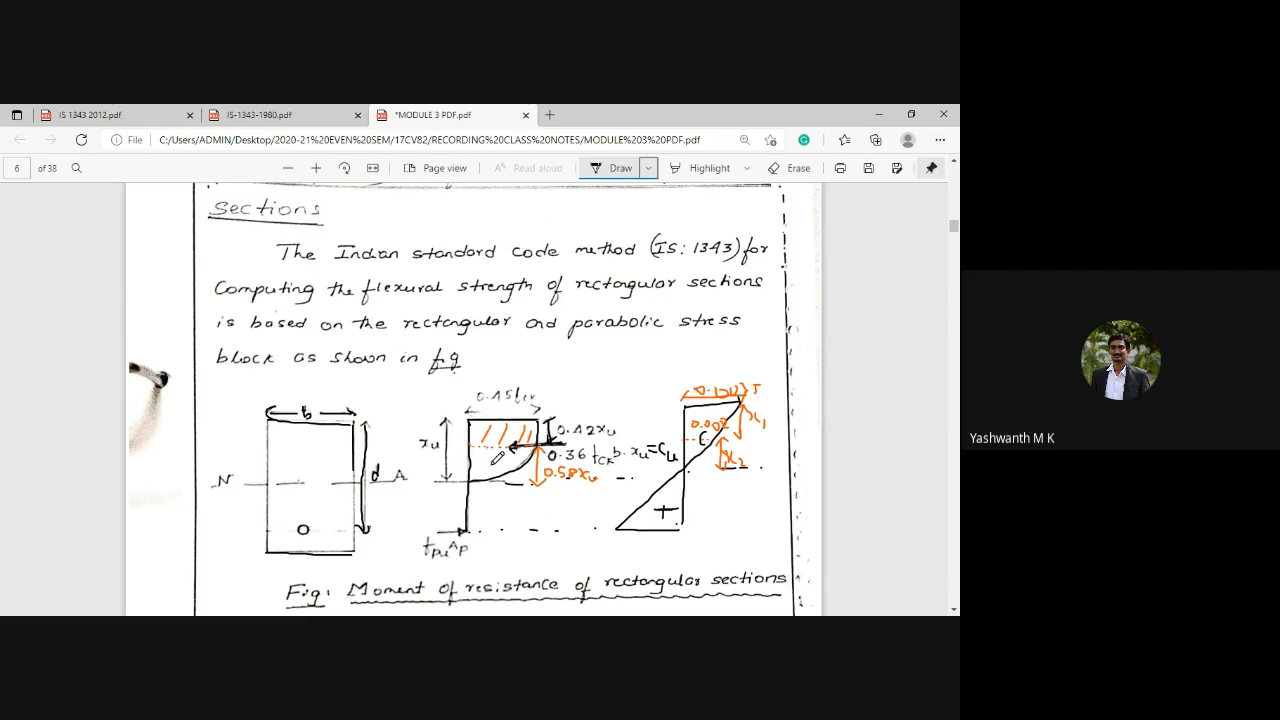 IS 1343 2012.pdf
IS-1343-1980.pdf
*MODULE 3 PDF.pdf
File
C:/Users/ADMIN/Desktop/2020-21%20EVEN%20SEM/17CV82/RECORDING%20CLASS%20NOTES/MODULE%203%20PDF.pdf
6 of 38
Page view
Read aloud
Draw
Highlight
Erase
Sections
The Indian standard code method (IS: 1343) for
Computing the flexural strength of rectangular sections
is based on the rectangular and parabolic stress
block as shown in fig
0.45fck
b
xu
0.42xu
0.36 fck b. xu = Cu
0.58xu
N
A
d
0.002
x1
C
x2
+
fpu Ap
Fig: Moment of resistance of rectangular sections
Yashwanth M K